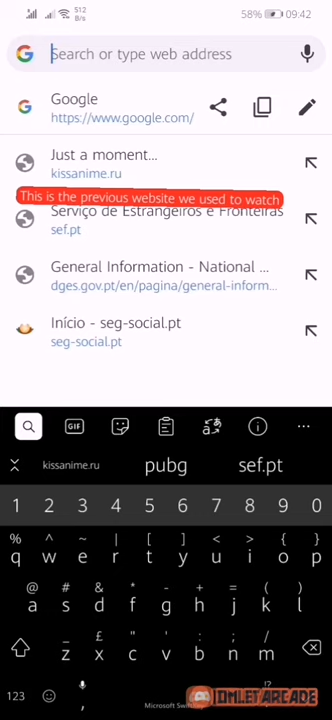 512
B/s
58%
09:42
Search or type web address
Google
https://www.google.com/
Just a moment...
kissanime.ru
This is the previous website we used to watch
Serviço de Estrangeiros e Fronteiras
sef.pt
General Information - National ...
dges.gov.pt/en/pagina/general-inform...
Início - seg-social.pt
seg-social.pt
GIF
kissanime.ru pubg sef.pt
1 2 3 4 5 6 7 8 9 0
% ^ ~ | [ ] < > { }
q w e r t y u i o p
@ # & * - + = ( )
a s d f g h j k l
_ £ " ' : ; /
z x c v b n m
123 , Microsoft SwiftKey !?
OMLET ARCADE